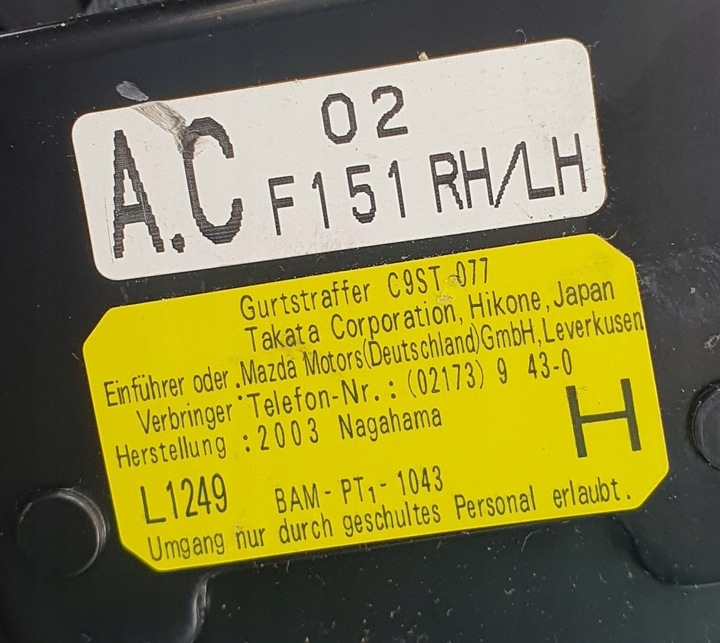 02
A.C F151 RH/LH
Gurtstraffer C9ST-077
Takata Corporation, Hikone, Japan
Einführer oder .Mazda Motors(Deutschland)GmbH, Leverkusen
Verbringer · Telefon-Nr. : (02173) 9 43-0
Herstellung : 2003 Nagahama
H
L1249 BAM- PT₁- 1043
Umgang nur durch geschultes Personal erlaubt.